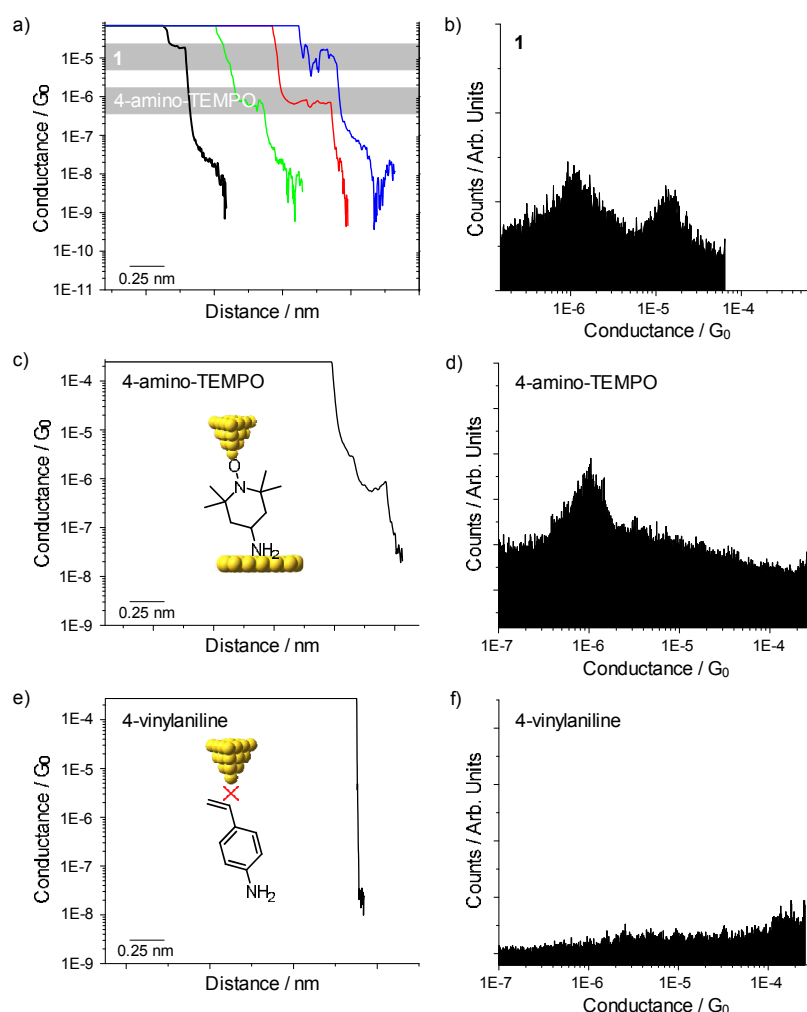 a)
Conductance / G₀
1E-5
1E-6
1E-7
1E-8
1E-9
1E-10
1E-11
1
4-amino-TEMPO
0.25 nm
Distance / nm
b)
1
Counts / Arb. Units
1E-6
1E-5
1E-4
Conductance / G₀
c)
Conductance / G₀
1E-4
1E-5
1E-6
1E-7
1E-8
1E-9
4-amino-TEMPO
O
N
NH₂
0.25 nm
Distance / nm
d)
4-amino-TEMPO
Counts / Arb. Units
1E-7
1E-6
1E-5
1E-4
Conductance / G₀
e)
Conductance / G₀
1E-4
1E-5
1E-6
1E-7
1E-8
1E-9
4-vinylaniline
NH₂
0.25 nm
Distance / nm
f)
4-vinylaniline
Counts / Arb. Units
1E-7
1E-6
1E-5
1E-4
Conductance / G₀